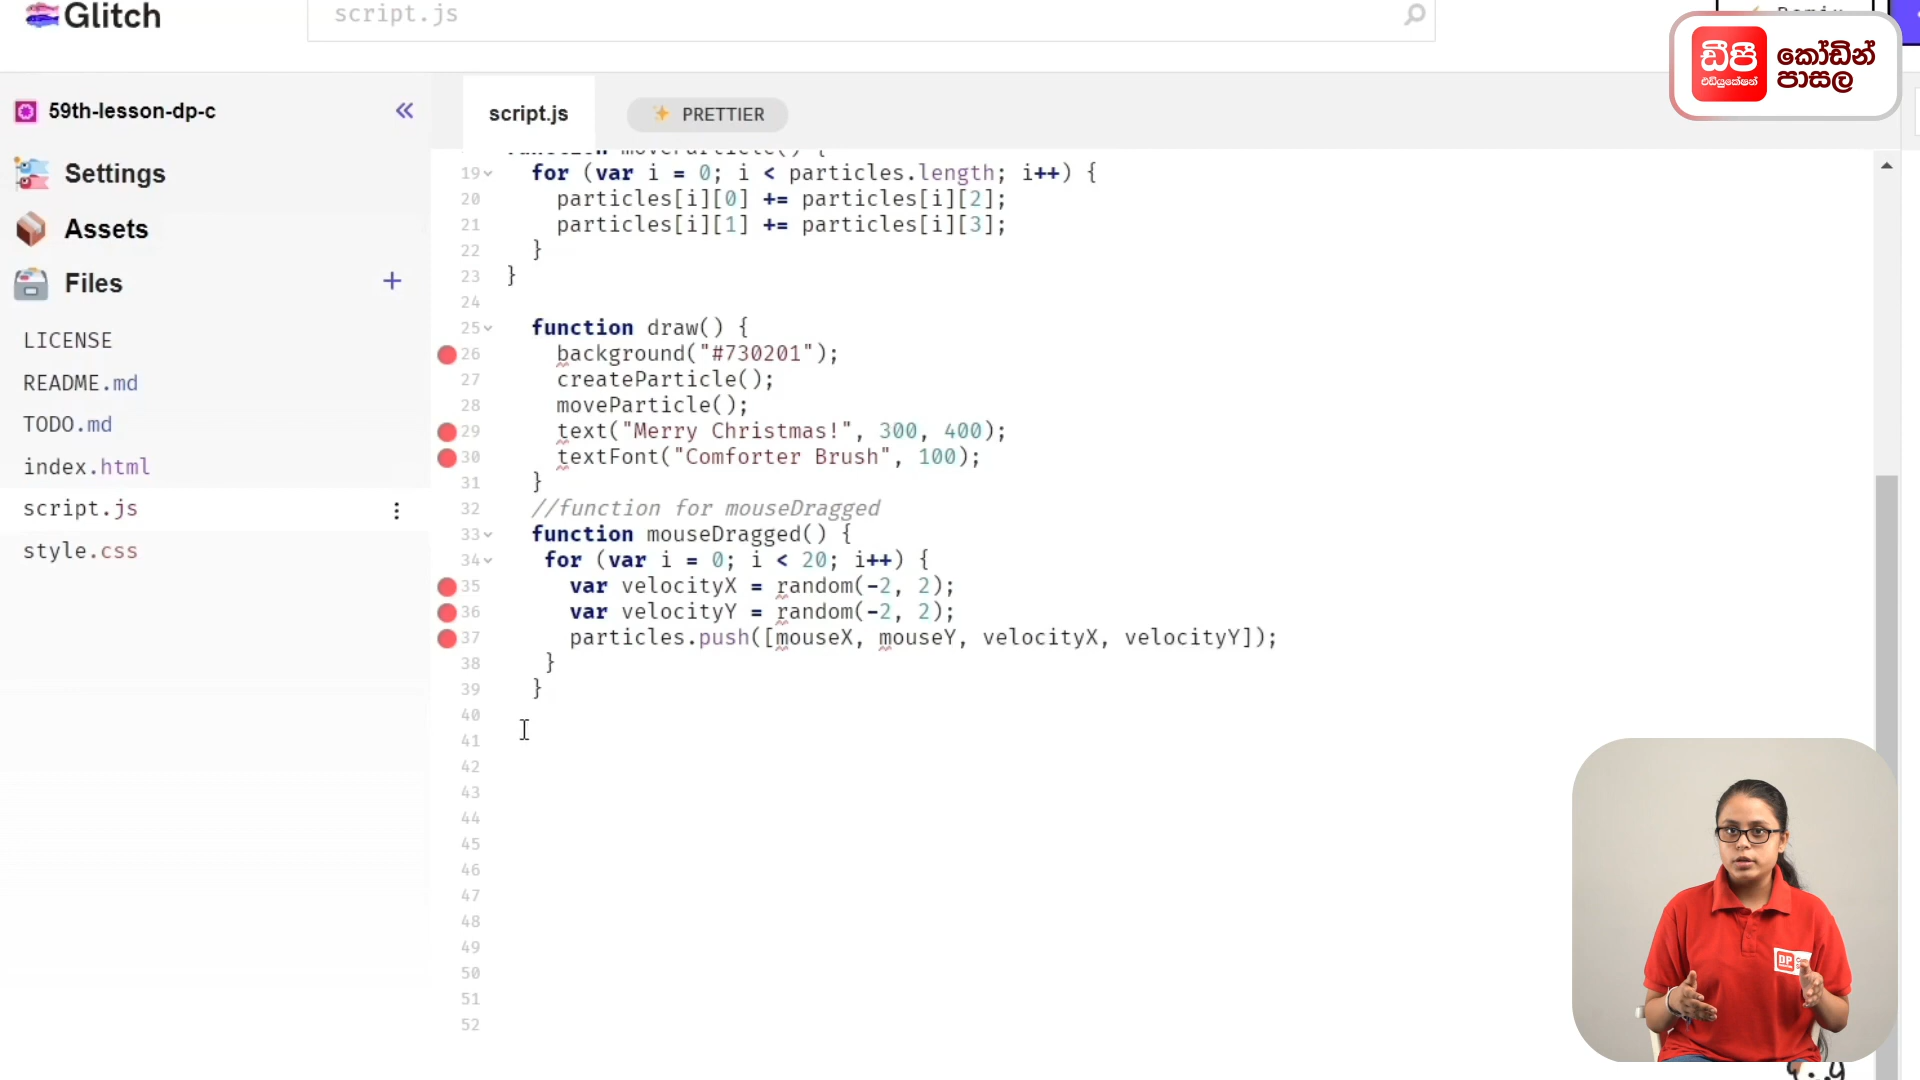 Glitch
script.js
ඩීපී
එඩියුකේෂන්
කෝඩින්
පාසල
59th-lesson-dp-c
script.js
PRETTIER
Settings
Assets
Files
LICENSE
README.md
TODO.md
index.html
script.js
style.css
function moveParticle() {
19 for (var i = 0; i < particles.length; i++) {
20 particles[i][0] += particles[i][2];
21 particles[i][1] += particles[i][3];
22 }
23 }
24
25 function draw() {
26 background("#730201");
27 createParticle();
28 moveParticle();
29 text("Merry Christmas!", 300, 400);
30 textFont("Comforter Brush", 100);
31 }
32 //function for mouseDragged
33 function mouseDragged() {
34 for (var i = 0; i < 20; i++) {
35 var velocityX = random(-2, 2);
36 var velocityY = random(-2, 2);
37 particles.push([mouseX, mouseY, velocityX, velocityY]);
38 }
39 }
40
41
42
43
44
45
46
47
48
49
50
51
52
DP